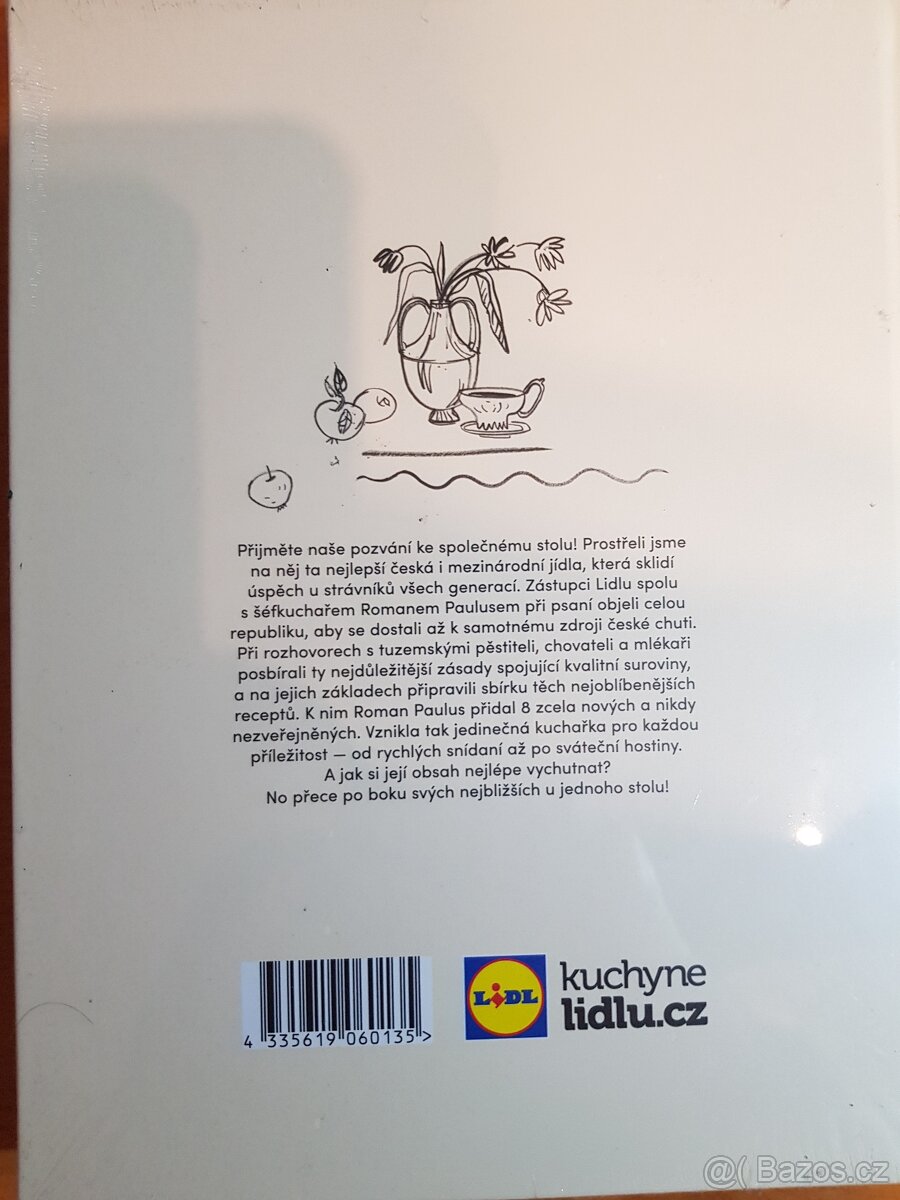 Přijměte naše pozvání ke společnému stolu! Prostřeli jsme
na něj ta nejlepší česká i mezinárodní jídla, která sklidí
úspěch u strávníků všech generací. Zástupci Lidlu spolu
s šéfkuchařem Romanem Paulusem při psaní objeli celou
republiku, aby se dostali až k samotnému zdroji české chuti.
Při rozhovorech s tuzemskými pěstiteli, chovateli a mlékaři
posbírali ty nejdůležitější zásady spojující kvalitní suroviny,
a na jejich základech připravili sbírku těch nejoblíbenějších
receptů. K nim Roman Paulus přidal 8 zcela nových a nikdy
nezveřejněných. Vznikla tak jedinečná kuchařka pro každou
příležitost — od rychlých snídaní až po sváteční hostiny.
A jak si její obsah nejlépe vychutnat?
No přece po boku svých nejbližších u jednoho stolu!
4 335619 060135 >
LIDL
kuchyne
lidlu.cz
@( Bazos.cz